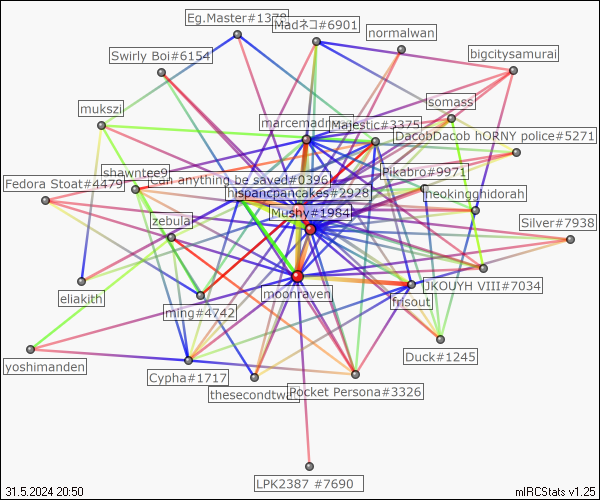 Eg.Master#1378
Madネコ#6901
normalwan
Swirly Boi#6154
bigcitysamurai
mukszi
somass
marcemadn
Majestic#3375
DacobDacob hORNY police#5271
shawntee9
Can anything be saved#0396
Pikabro#9971
Fedora Stoat#4479
hispancpancakes#2928
neokingghidorah
zebula
Mushy#1984
Silver#7938
eliakith
moonraven
JKOUYH VIII#7034
ming#4742
frisout
yoshimanden
Duck#1245
Cypha#1717
thesecondtwa
Pocket Persona#3326
LPK2387 #7690
31.5.2024 20:50
mIRCStats v1.25